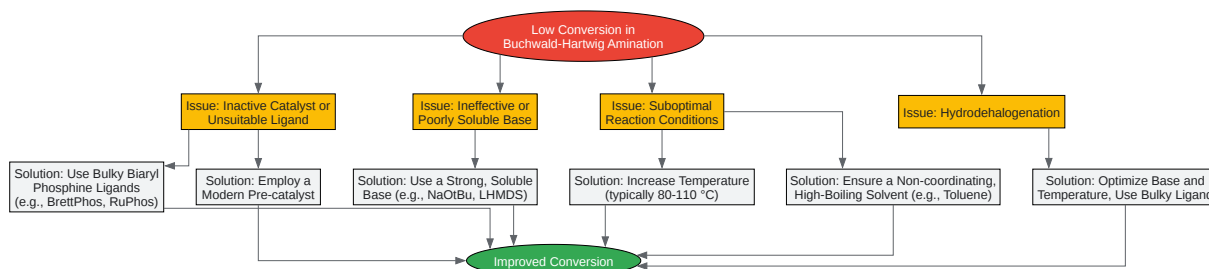 Low Conversion in
Buchwald-Hartwig Amination
Issue: Inactive Catalyst or
Unsuitable Ligand
Issue: Ineffective or
Poorly Soluble Base
Issue: Suboptimal
Reaction Conditions
Issue: Hydrodehalogenation
Solution: Use Bulky Biaryl
Phosphine Ligands
(e.g., BrettPhos, RuPhos)
Solution: Employ a
Modern Pre-catalyst
Solution: Use a Strong, Soluble
Base (e.g., NaOtBu, LHMDS)
Solution: Increase Temperature
(typically 80-110 °C)
Solution: Ensure a Non-coordinating,
High-Boiling Solvent (e.g., Toluene)
Solution: Optimize Base and
Temperature, Use Bulky Ligand
Improved Conversion